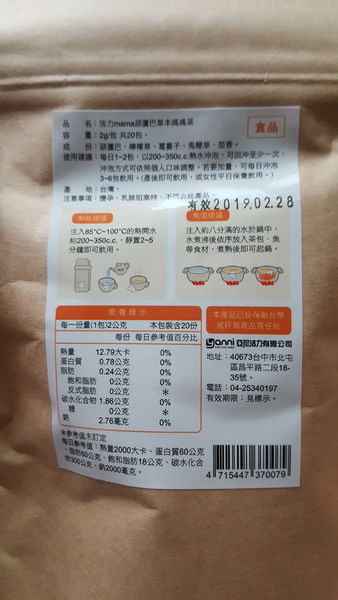 品　名：活力mama葫蘆巴草本媽媽茶
容　量：2g/包 共20包。
食品
成　份：葫蘆巴、檸檬草、葛縷子、馬鞭草、茴香。
使用建議：每日1~2包，以200~350c.c.熱水沖泡，可回沖至少一次，
沖泡方式可依照個人口味調整，若要加量，可每日沖泡
3~6包飲用。(產後即可飲用，或女性平日保養飲用。)
產　地：台灣。
注意事項：懷孕、乳腺阻塞時，不適合此產品。
有效2019.02.28
熱飲建議
注入85°C~100°C的熱開水
約200~350c.c.，靜置2~5
分鐘即可飲用。
魚湯建議
注入約八分滿的水於鍋中，
水煮沸後依序放入茶包、魚
等食材，煮熟後即可起鍋。
營養標示
每一份量(1包)2公克　本包裝含20份
每份　每日參考值百分比
熱量　12.79大卡　0%
蛋白質　0.78公克　0%
脂肪　0.24公克　0%
飽和脂肪　0公克　0%
反式脂肪　0公克　*
碳水化合物　1.86公克　0%
糖　0公克　*
鈉　2.76毫克　0%
*參考值未訂定
每日參考值：熱量2000大卡、蛋白質60公克
、脂肪60公克、飽和脂肪18公克、碳水化合
物300公克、鈉2000毫克。
本產品已投保新台幣
貳仟萬產品責任險
yanni 亞尼活力有限公司
地址：40673台中市北屯
區昌平路二段18-
35號。
電話：04-25340197
有效期限：見標示。
4 715447 370079